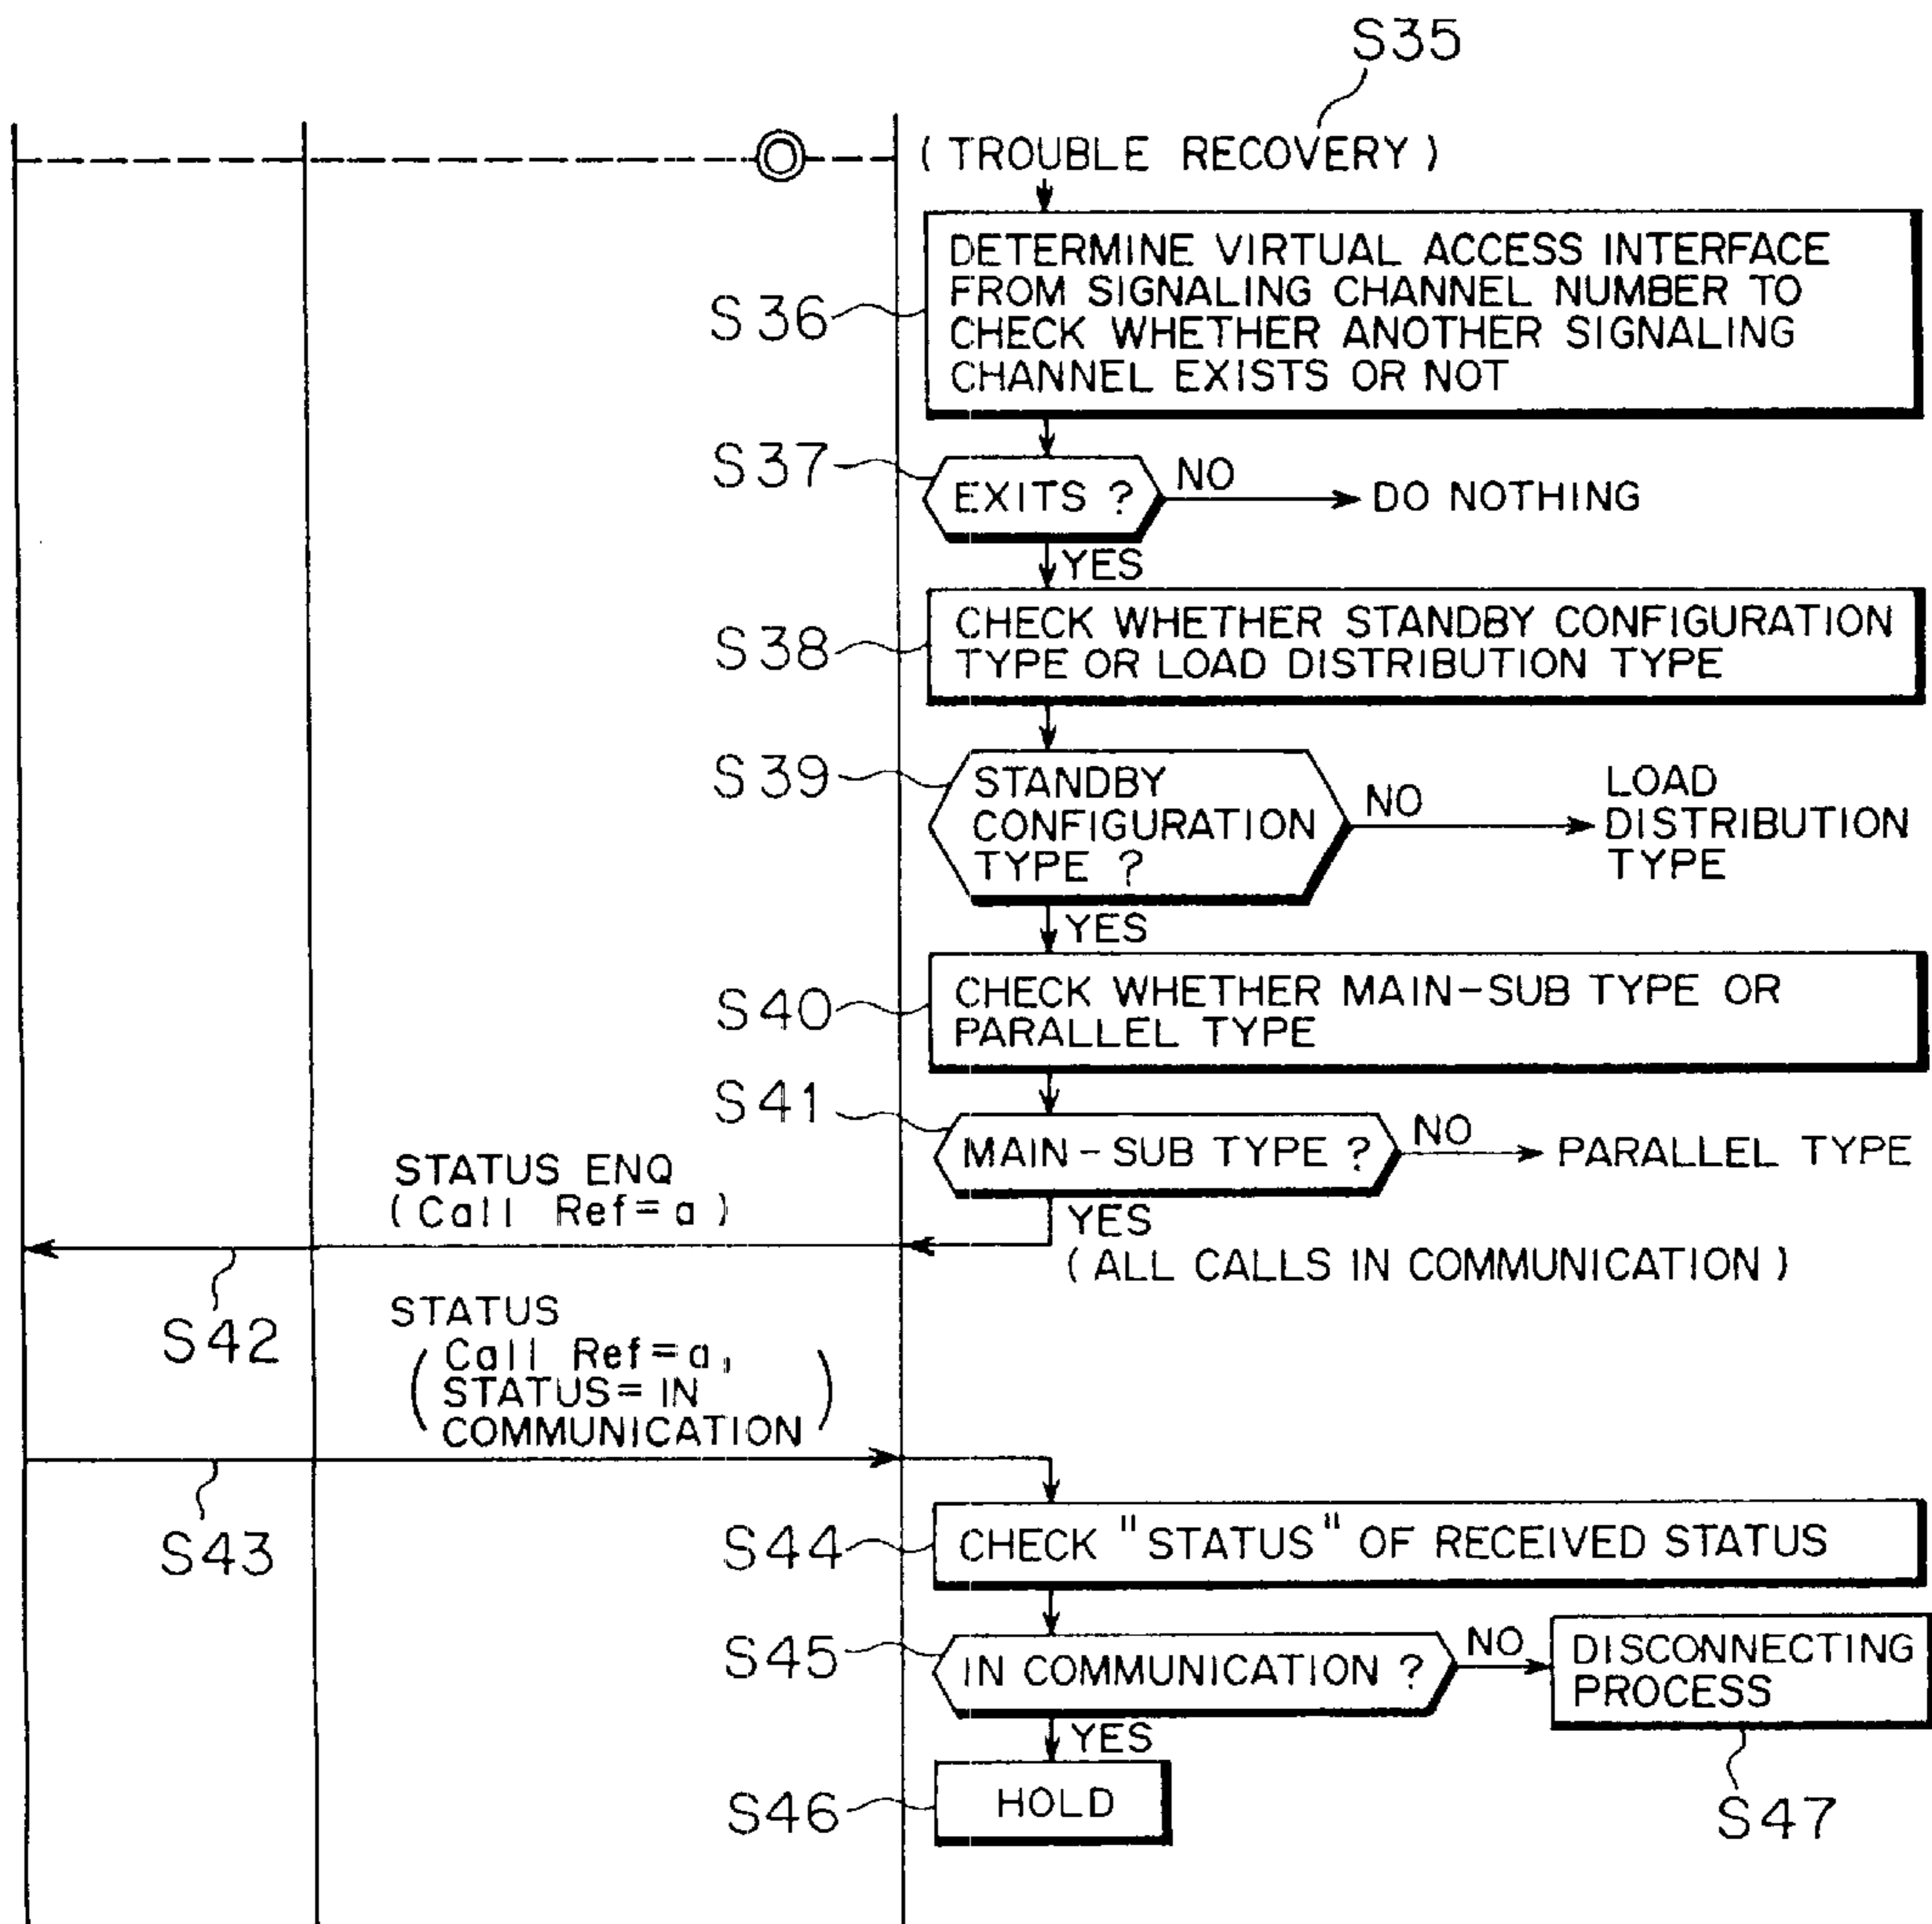 S35
( TROUBLE RECOVERY )
S36
DETERMINE VIRTUAL ACCESS INTERFACE
FROM SIGNALING CHANNEL NUMBER TO
CHECK WHETHER ANOTHER SIGNALING
CHANNEL EXISTS OR NOT
S37
EXITS ?
NO
DO NOTHING
YES
S38
CHECK WHETHER STANDBY CONFIGURATION
TYPE OR LOAD DISTRIBUTION TYPE
S39
STANDBY
CONFIGURATION
TYPE ?
NO
LOAD
DISTRIBUTION
TYPE
YES
S40
CHECK WHETHER MAIN-SUB TYPE OR
PARALLEL TYPE
S41
MAIN-SUB TYPE ?
NO
PARALLEL TYPE
STATUS ENQ
(Call Ref=a)
YES
(ALL CALLS IN COMMUNICATION)
S42
STATUS
(Call Ref=a,
STATUS=IN
COMMUNICATION)
S43
S44
CHECK "STATUS" OF RECEIVED STATUS
S45
IN COMMUNICATION ?
NO
DISCONNECTING
PROCESS
YES
S46
HOLD
S47